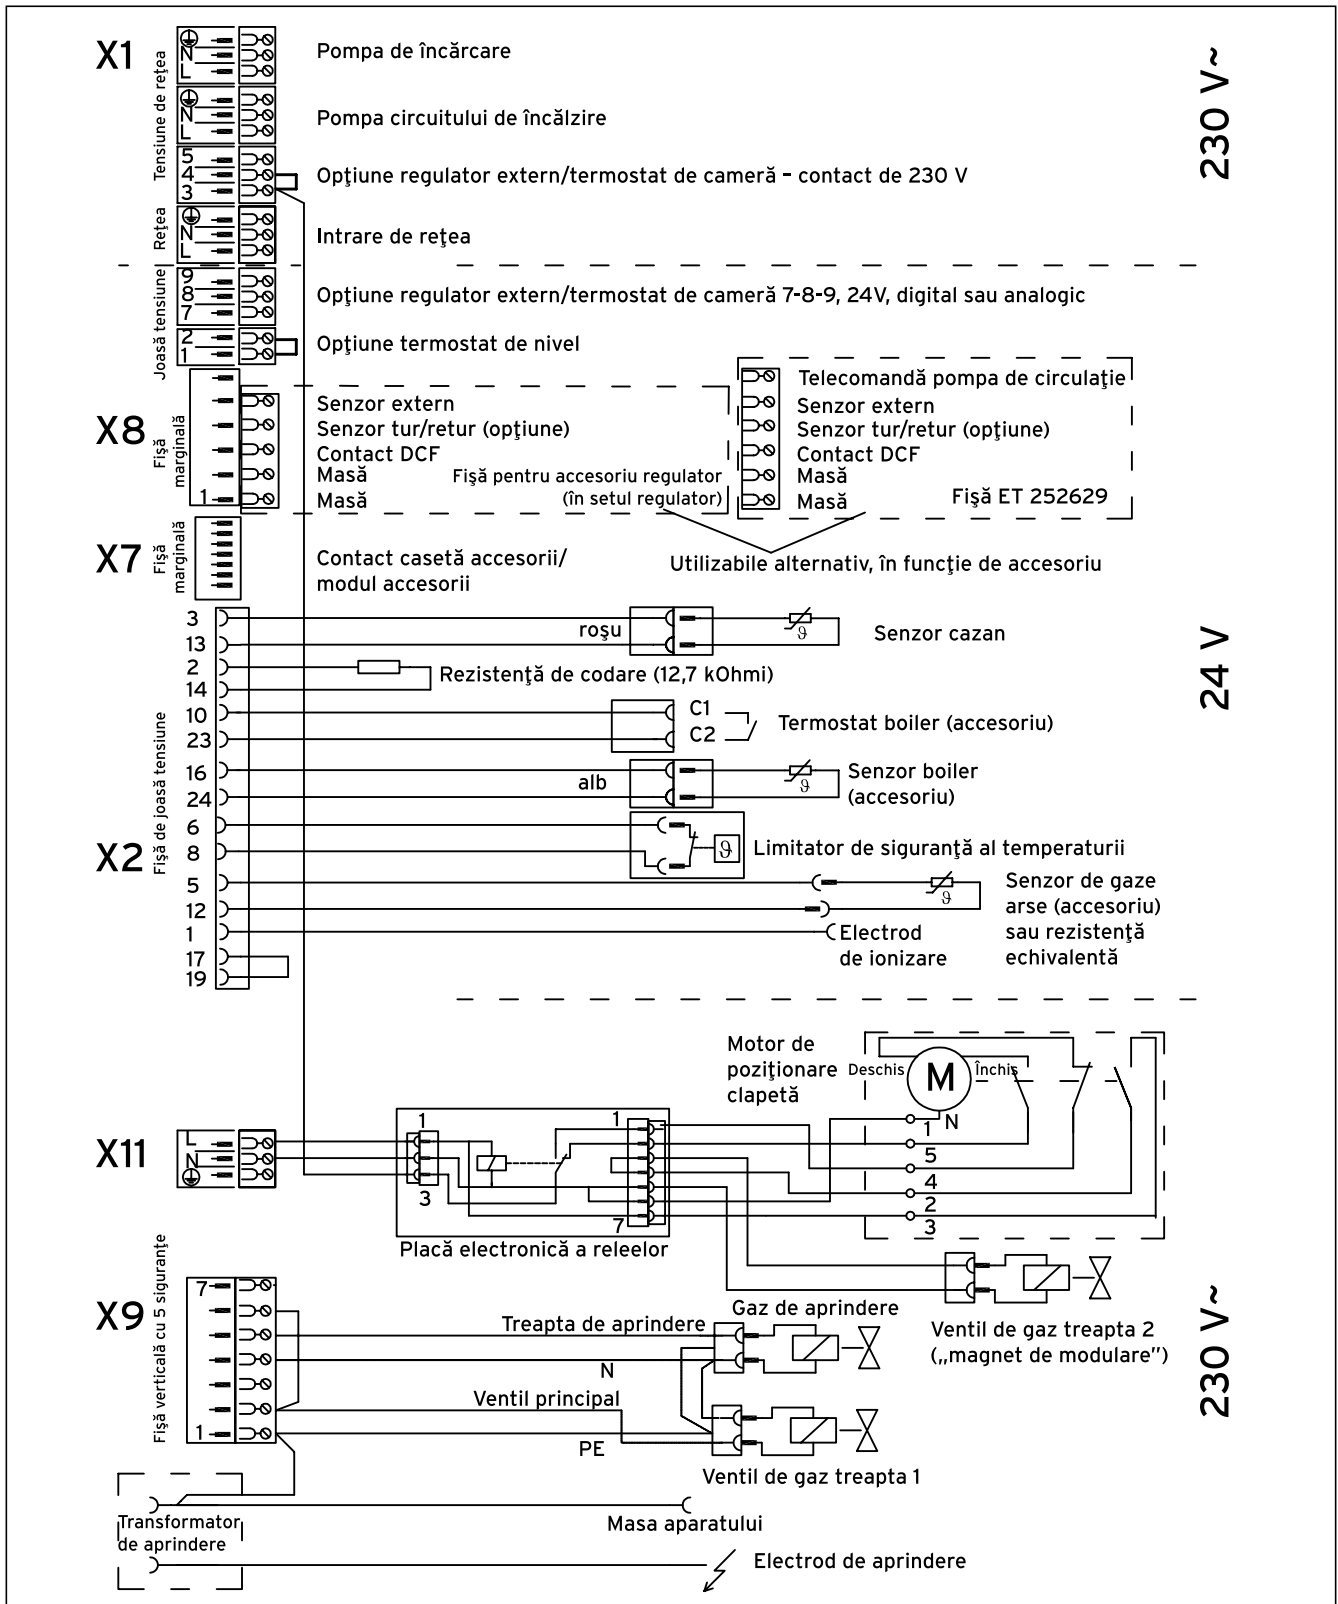 X1
Tensiune de reţea
N
L
Pompa de încărcare
N
L
Pompa circuitului de încălzire
5
4
3
Opţiune regulator extern/termostat de cameră – contact de 230 V
230 V~
Reţea
N
L
Intrare de reţea
Joasă tensiune
9
8
7
Opţiune regulator extern/termostat de cameră 7-8-9, 24V, digital sau analogic
2
1
Opţiune termostat de nivel
X8
Fişă
marginală
1
Senzor extern
Senzor tur/retur (opţiune)
Contact DCF
Masă
Masă
Fişă pentru accesoriu regulator
(în setul regulator)
Telecomandă pompa de circulaţie
Senzor extern
Senzor tur/retur (opţiune)
Contact DCF
Masă
Masă
Fişă ET 252629
X7
Fişă
marginală
Contact casetă accesorii/
modul accesorii
Utilizabile alternativ, în funcţie de accesoriu
24 V
X2
Fişă de joasă tensiune
3
13
roşu
ϑ
Senzor cazan
2
14
Rezistenţă de codare (12,7 kOhmi)
10
23
C1
C2
Termostat boiler (accesoriu)
16
24
alb
ϑ
Senzor boiler
(accesoriu)
6
8
ϑ
Limitator de siguranţă al temperaturii
5
12
ϑ
Senzor de gaze
arse (accesoriu)
sau rezistenţă
echivalentă
1
Electrod
de ionizare
17
19
Motor de
poziţionare
clapetă
Deschis
M
Închis
N
1
5
4
2
3
X11
L
N
1
3
1
7
Placă electronică a releelor
X9
Fişă verticală cu 5 siguranţe
7
1
Treapta de aprindere
N
Ventil principal
PE
Gaz de aprindere
Ventil de gaz treapta 2
(„magnet de modulare”)
Ventil de gaz treapta 1
230 V~
Transformator
de aprindere
Masa aparatului
Electrod de aprindere